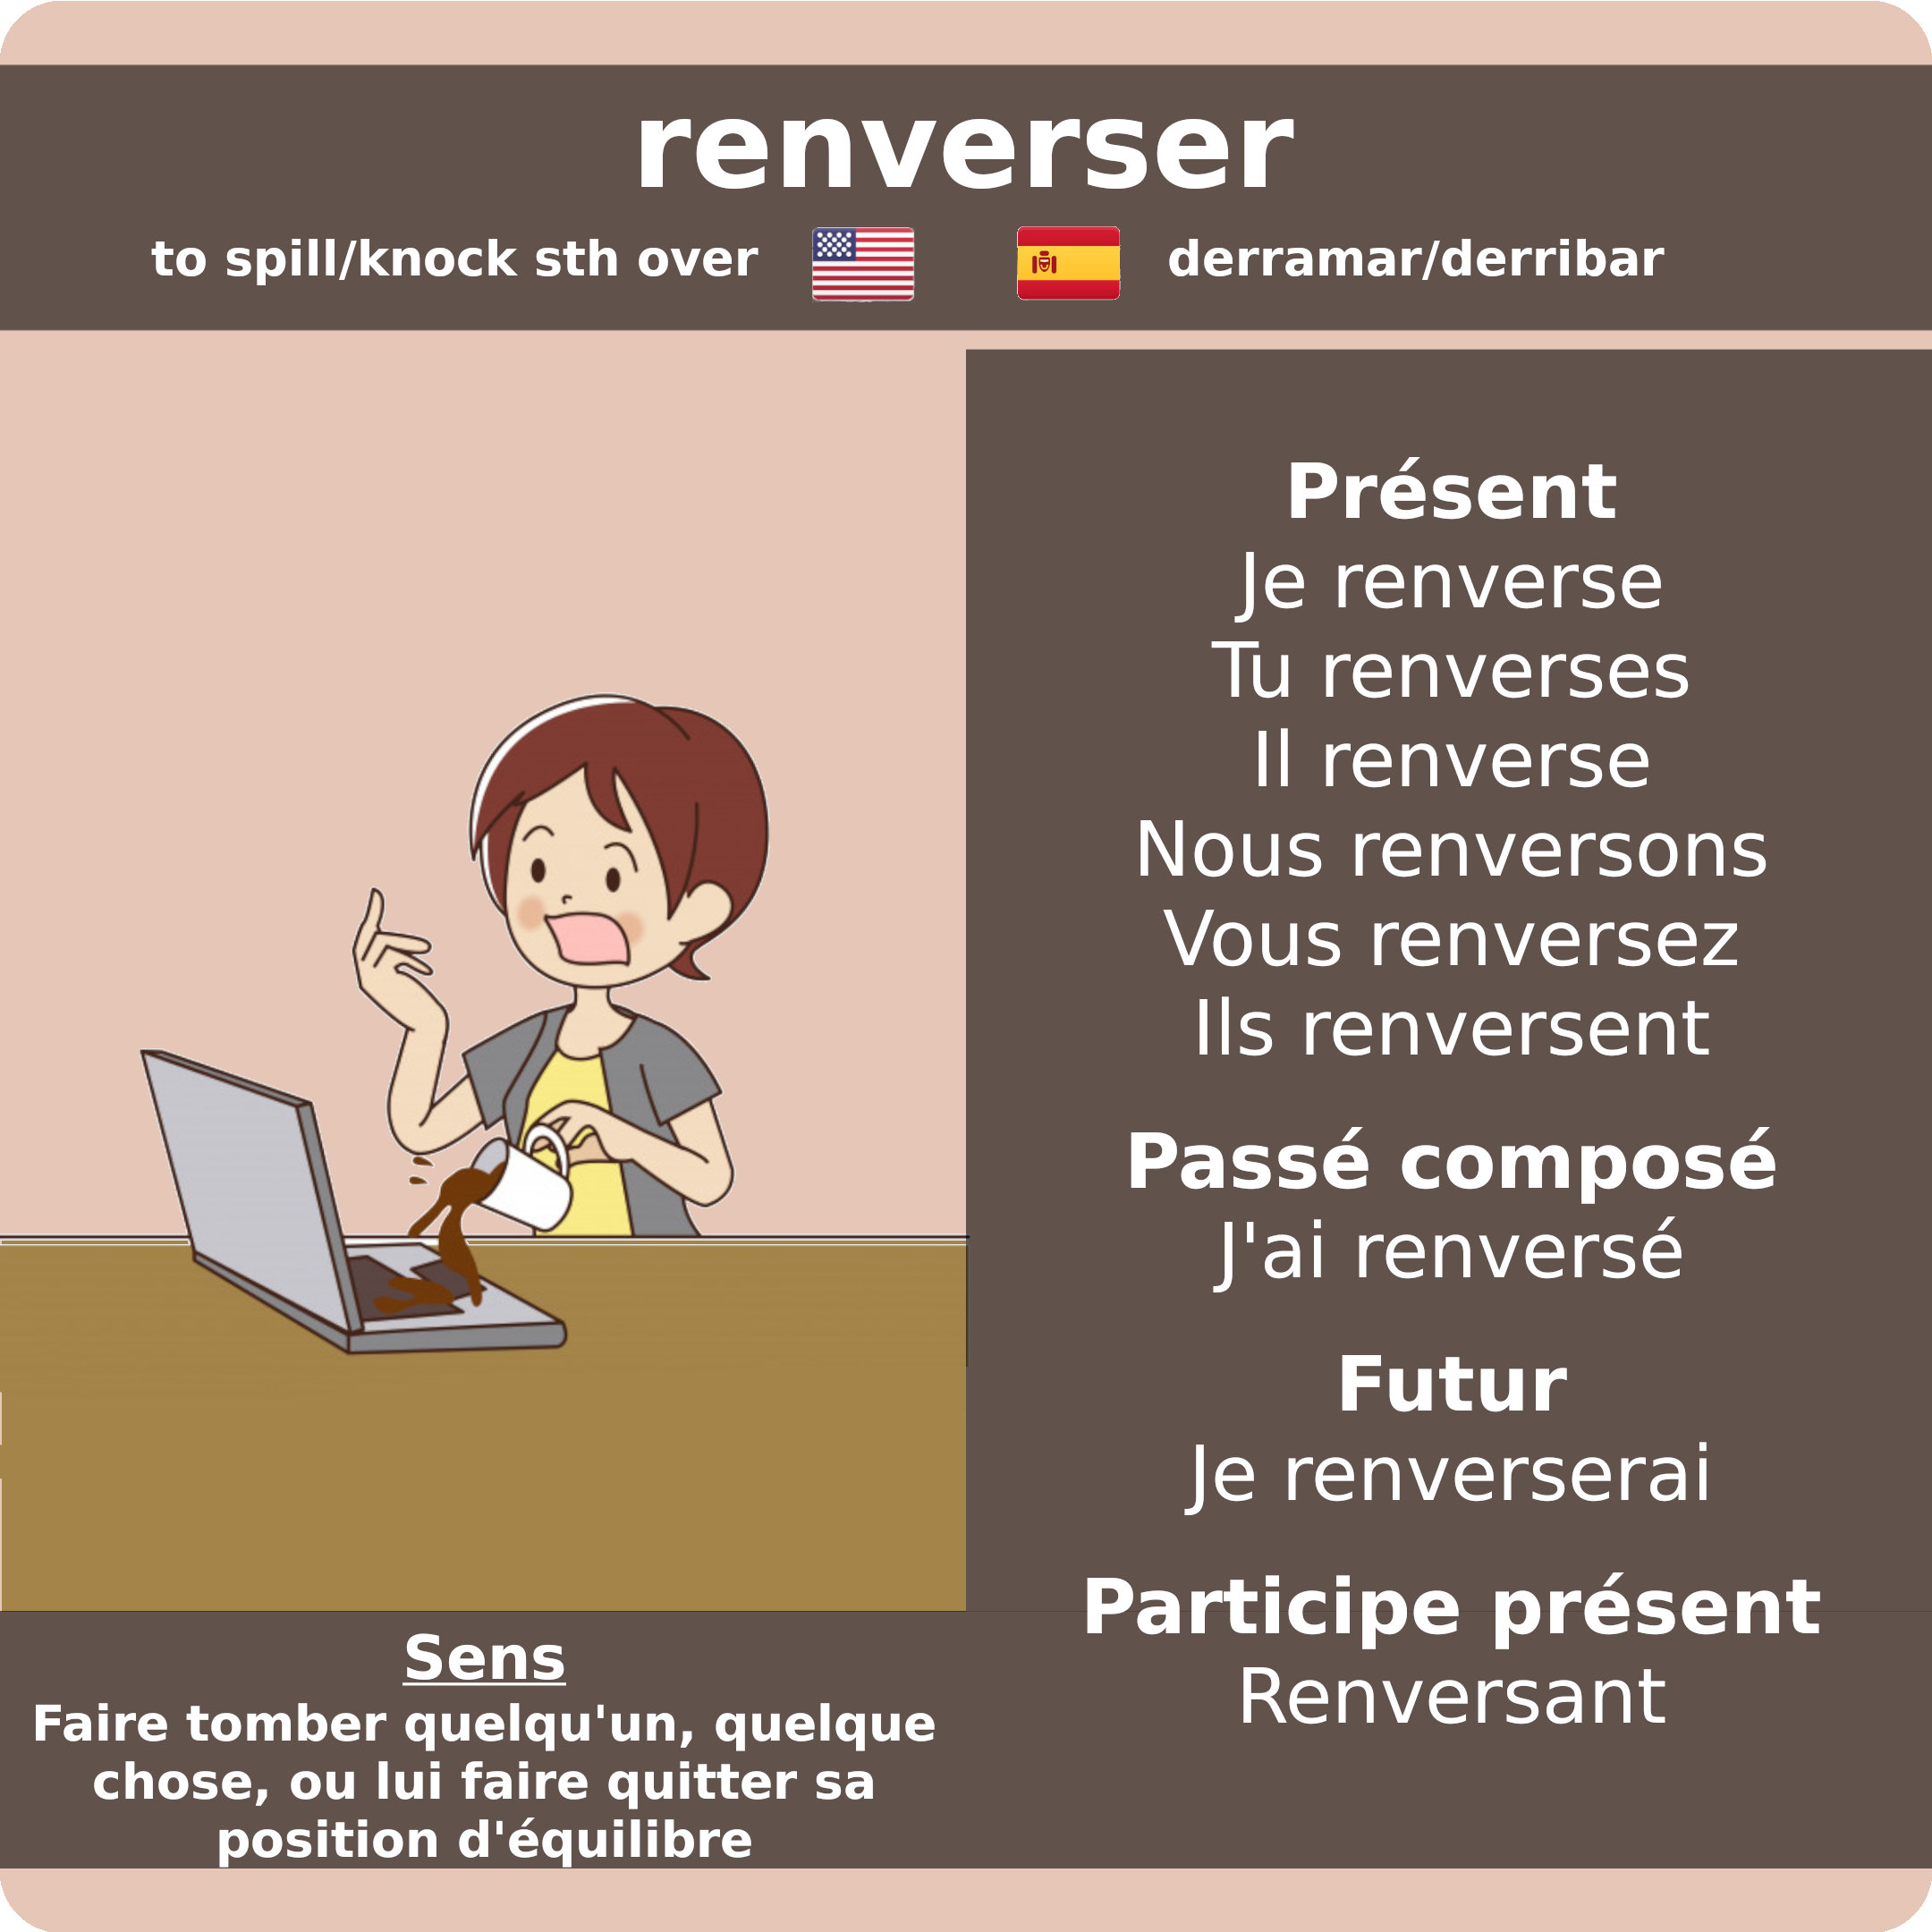 renverser
to spill/knock sth over
derramar/derribar
Présent
Je renverse
Tu renverses
Il renverse
Nous renversons
Vous renversez
Ils renversent
Passé composé
J'ai renversé
Futur
Je renverserai
Participe présent
Renversant
Sens
Faire tomber quelqu'un, quelque
chose, ou lui faire quitter sa
position d'équilibre